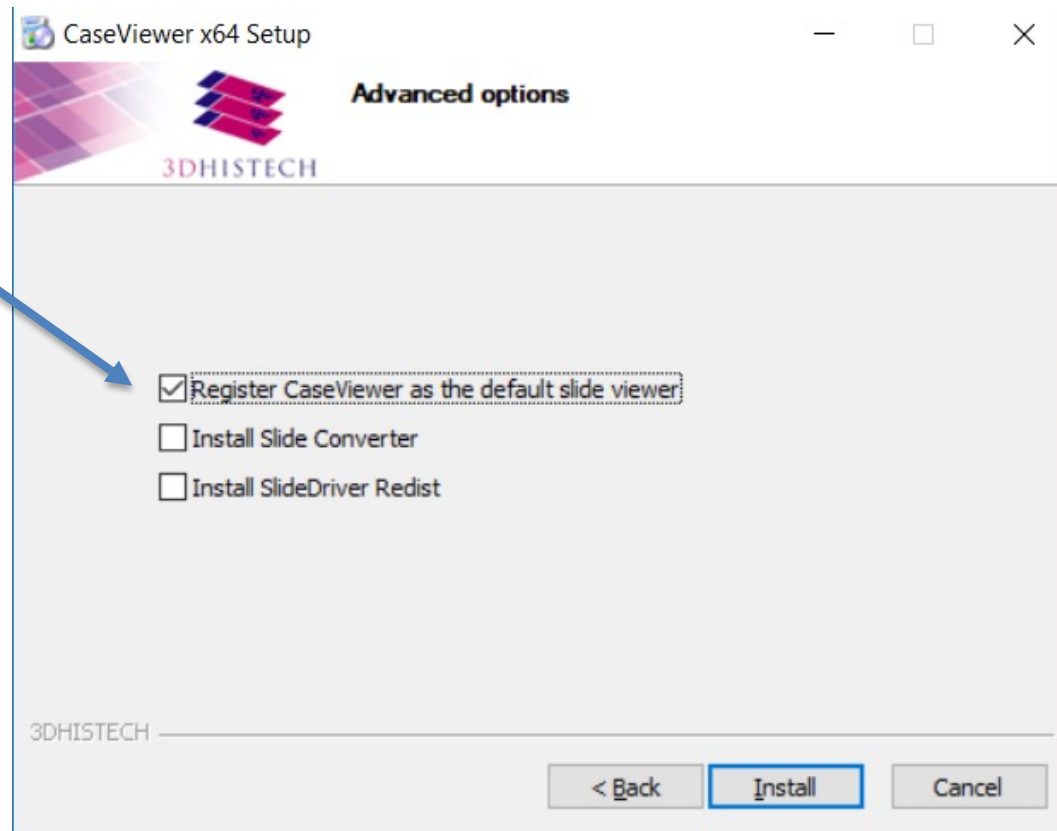 CaseViewer x64 Setup
Advanced options
3DHISTECH
Register CaseViewer as the default slide viewer
Install Slide Converter
Install SlideDriver Redist
3DHISTECH
< Back
Install
Cancel